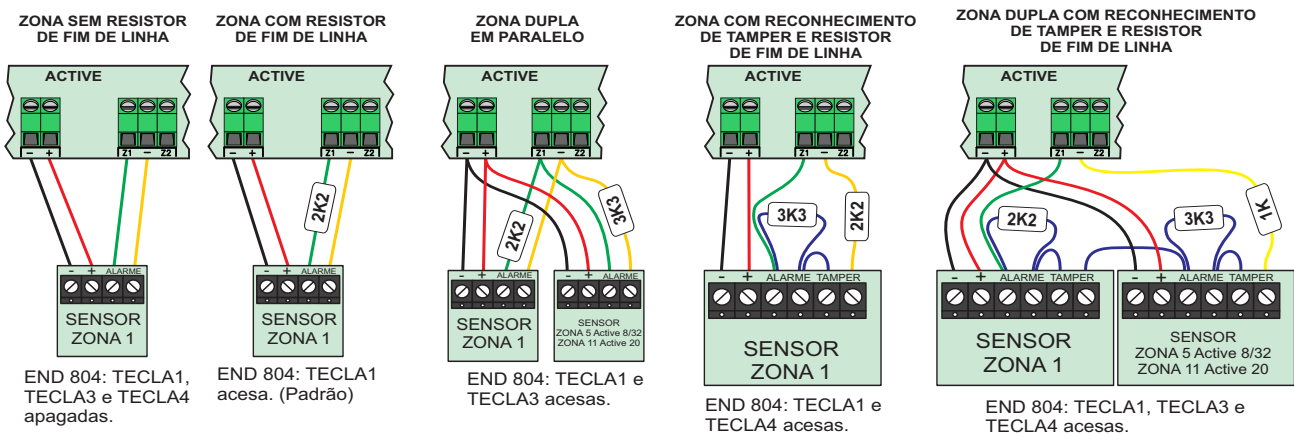 ZONA SEM RESISTOR
DE FIM DE LINHA
ACTIVE
- + Z1 - Z2
- + ALARME
SENSOR
ZONA 1
END 804: TECLA1,
TECLA3 e TECLA4
apagadas.
ZONA COM RESISTOR
DE FIM DE LINHA
ACTIVE
- + Z1 - Z2
2K2
- + ALARME
SENSOR
ZONA 1
END 804: TECLA1
acesa. (Padrão)
ZONA DUPLA
EM PARALELO
ACTIVE
- + Z1 - Z2
2K2
3K3
- + ALARME
SENSOR
ZONA 1
- + ALARME
SENSOR
ZONA 5 Active 8/32
ZONA 11 Active 20
END 804: TECLA1 e
TECLA3 acesas.
ZONA COM RECONHECIMENTO
DE TAMPER E RESISTOR
DE FIM DE LINHA
ACTIVE
- + Z1 - Z2
3K3
2K2
- + ALARME TAMPER
SENSOR
ZONA 1
END 804: TECLA1 e
TECLA4 acesas.
ZONA DUPLA COM RECONHECIMENTO
DE TAMPER E RESISTOR
DE FIM DE LINHA
ACTIVE
- + Z1 - Z2
2K2
3K3
1K
- + ALARME TAMPER
SENSOR
ZONA 1
- + ALARME TAMPER
SENSOR
ZONA 5 Active 8/32
ZONA 11 Active 20
END 804: TECLA1, TECLA3 e
TECLA4 acesas.